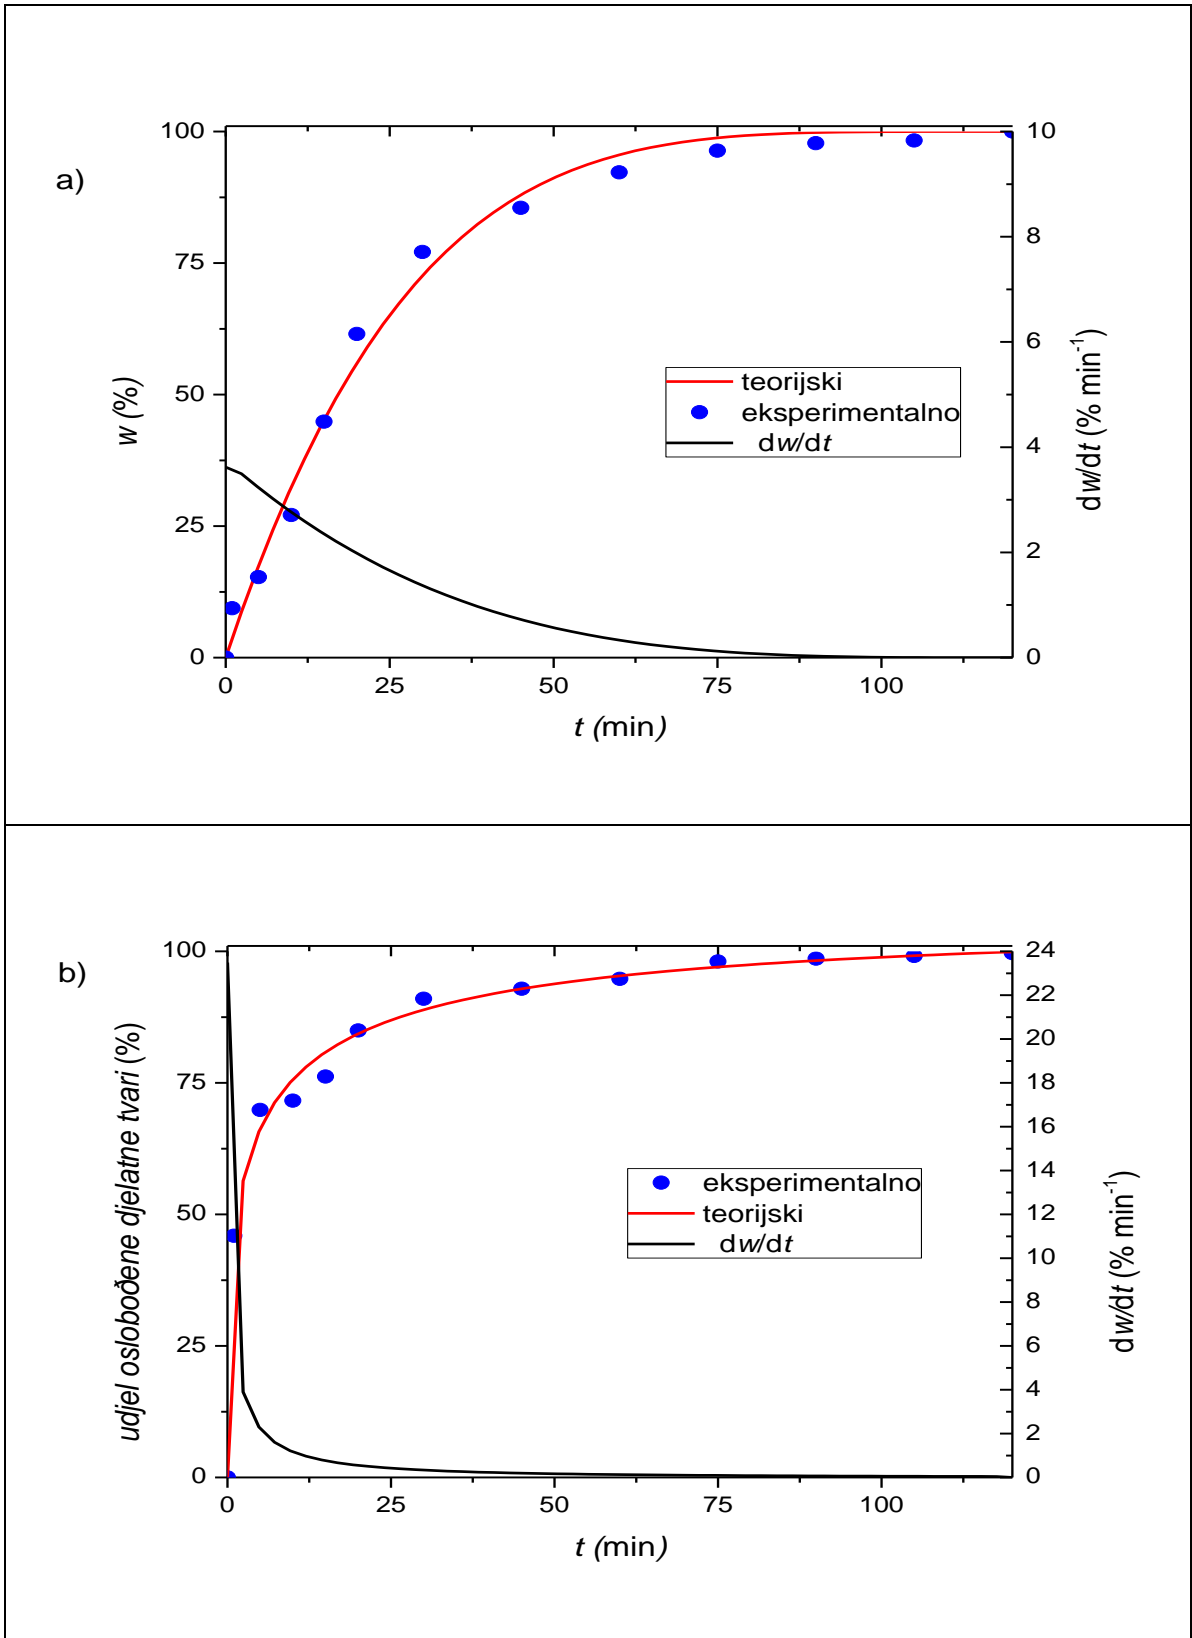 a)
w (%)
100
75
50
25
0
0 25 50 75 100
t (min)
10
8
6
4
2
0
dw/dt (% min⁻¹)
teorijski
eksperimentalno
dw/dt
b)
udjel oslobođene djelatne tvari (%)
100
75
50
25
0
0 25 50 75 100
t (min)
24
22
20
18
16
14
12
10
8
6
4
2
0
dw/dt (% min⁻¹)
eksperimentalno
teorijski
dw/dt